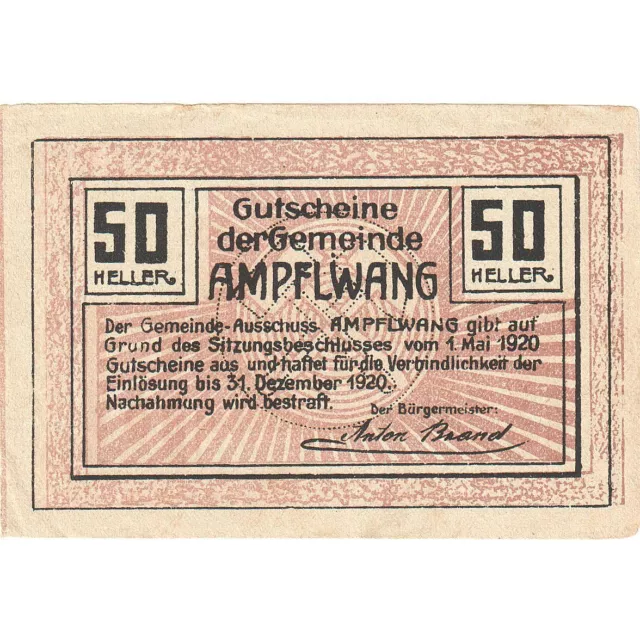 50
HELLER
Gutscheine
der Gemeinde
AMPFLWANG
50
HELLER
Der Gemeinde-Ausschuss AMPFLWANG gibt auf
Grund des Sitzungsbeschlusses vom 1. Mai 1920
Gutscheine aus und haftet für die Verbindlichkeit der
Einlösung bis 31. Dezember 1920.
Nachahmung wird bestraft.
Der Bürgermeister:
Anton Brand